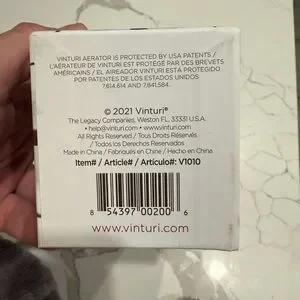 VINTURI AERATOR IS PROTECTED BY USA PATENTS /
L'AÉRATEUR DE VINTURI EST PROTÉGÉ PAR DES BREVETS
AMÉRICAINS / EL AIREADOR VINTURI ESTÁ PROTEGIDO
POR PATENTES DE LOS ESTADOS UNIDOS
7,614,614 AND 7,841,584.
© 2021 Vinturi®
The Legacy Companies, Weston FL, 33331 U.S.A.
• help@vinturi.com • www.vinturi.com
All Rights Reserved / Tous Droits Réservés
/ Todos los Derechos Reservados
Made in China / Fabriqués en Chine / Hecho en China
Item# / Article# / Artículo#: V1010
8 54397 00200 6
www.vinturi.com